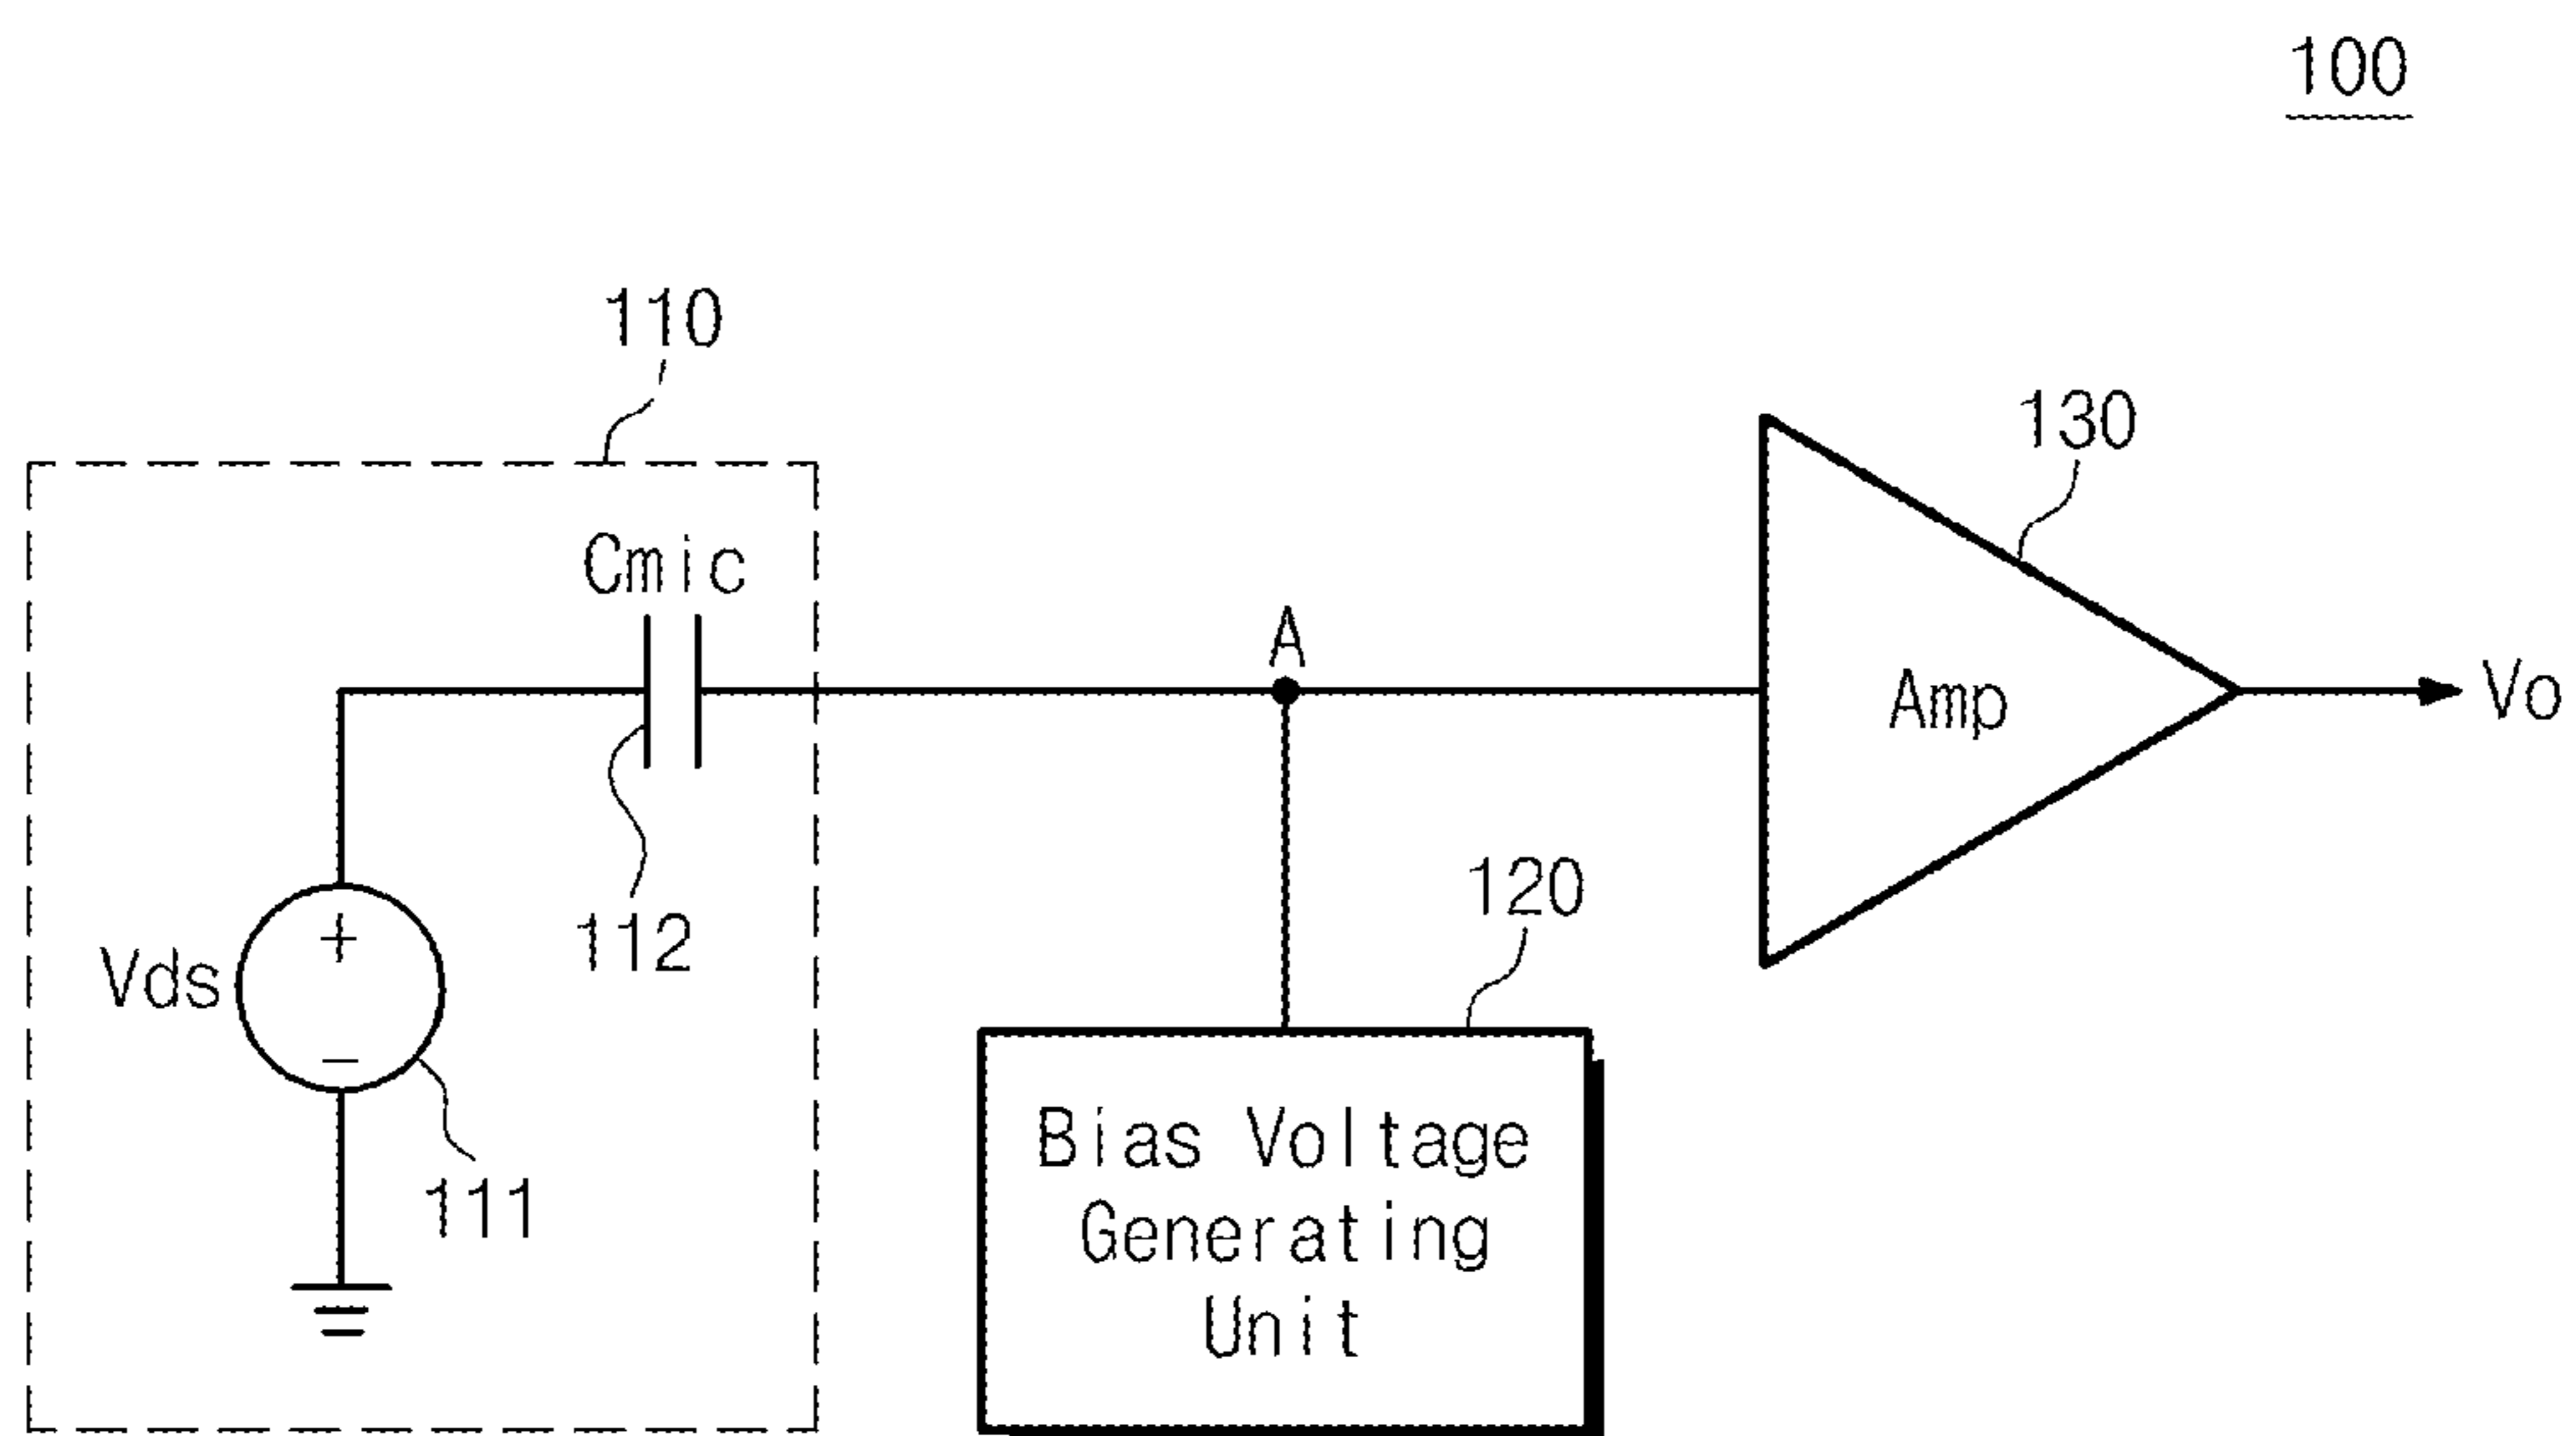 100
110
130
Cmic
A
Amp
Vo
120
112
Vds
+
−
Bias Voltage
Generating
Unit
111